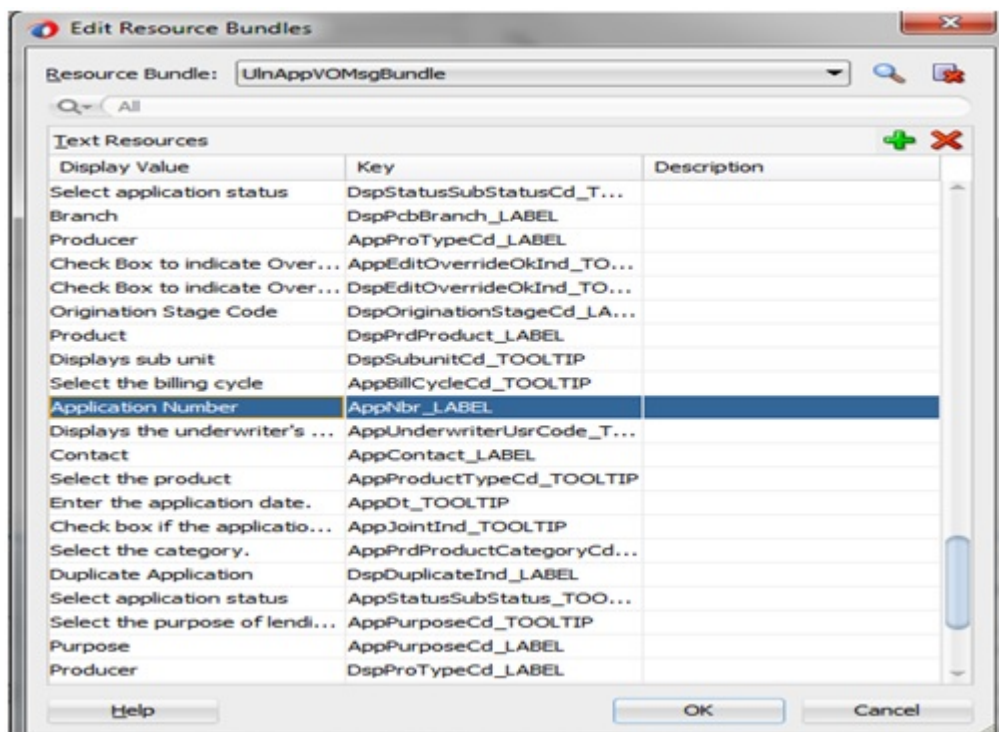 Edit Resource Bundles
Resource Bundle: UlnAppVOMsgBundle
All
Text Resources
Display Value Key Description
Select application status DspStatusSubStatusCd_T...
Branch DspPcbBranch_LABEL
Producer AppProTypeCd_LABEL
Check Box to indicate Over... AppEditOverrideOkInd_TO...
Check Box to indicate Over... DspEditOverrideOkInd_TO...
Origination Stage Code DspOriginationStageCd_LA...
Product DspPrdProduct_LABEL
Displays sub unit DspSubunitCd_TOOLTIP
Select the billing cycle AppBillCycleCd_TOOLTIP
Application Number AppNbr_LABEL
Displays the underwriter's ... AppUnderwriterUsrCode_T...
Contact AppContact_LABEL
Select the product AppProductTypeCd_TOOLTIP
Enter the application date. AppDt_TOOLTIP
Check box if the applicatio... AppJointInd_TOOLTIP
Select the category. AppPrdProductCategoryCd...
Duplicate Application DspDuplicateInd_LABEL
Select application status AppStatusSubStatus_TOO...
Select the purpose of lendi... AppPurposeCd_TOOLTIP
Purpose AppPurposeCd_LABEL
Producer DspProTypeCd_LABEL
Help OK Cancel